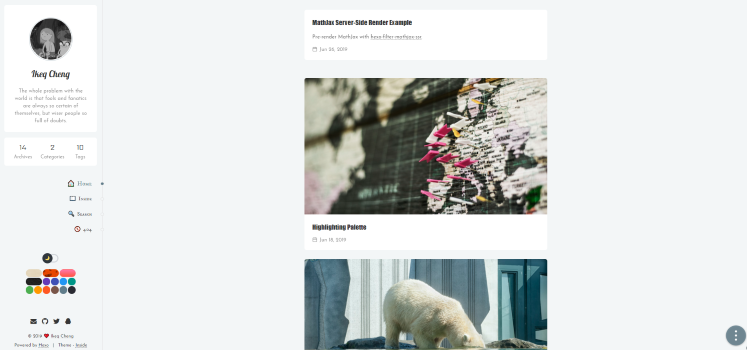 Ikeq Cheng
The whole problem with the
world is that fools and fanatics
are always so certain of
themselves, but wiser people so
full of doubts.
14
2
10
Archives
Categories
Tags
Home
Search
© 2019 ❤ Ikeq Cheng
Powered by Hexo | Theme - Inside
MathJax Server-Side Render Example
Pre-render MathJax with hexo-filter-mathjax-ssr
Jun 26, 2019
Highlighting Palette
Jun 15, 2019